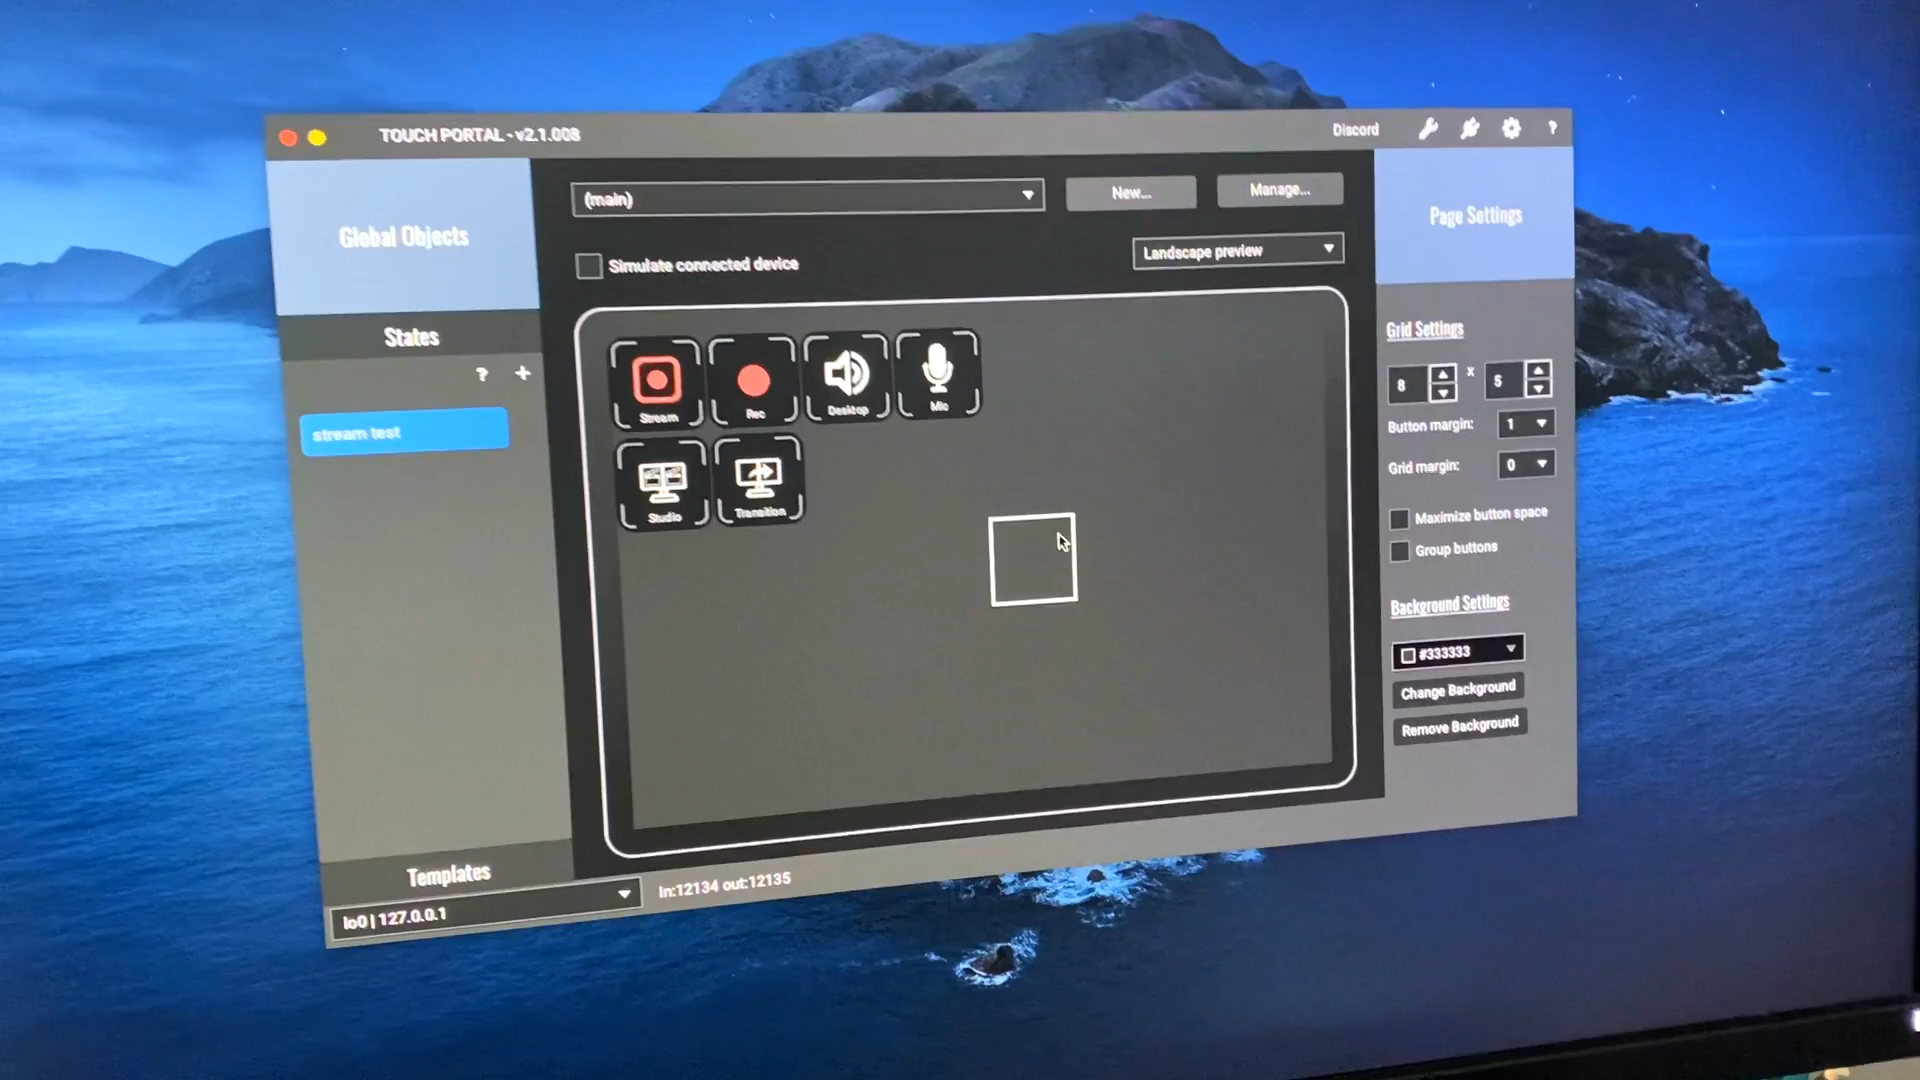 TOUCH PORTAL - v2.1.008
Discord
?
Global Objects
(main)
New...
Manage...
Page Settings
Simulate connected device
Landscape preview
States
? +
stream test
Stream
Rec
Desktop
Mic
Studio
Transition
Grid Settings
8 x 5
Button margin: 1
Grid margin: 0
Maximize button space
Group buttons
Background Settings
#333333
Change Background
Remove Background
Templates
lo0 | 127.0.0.1
In:12134 out:12135